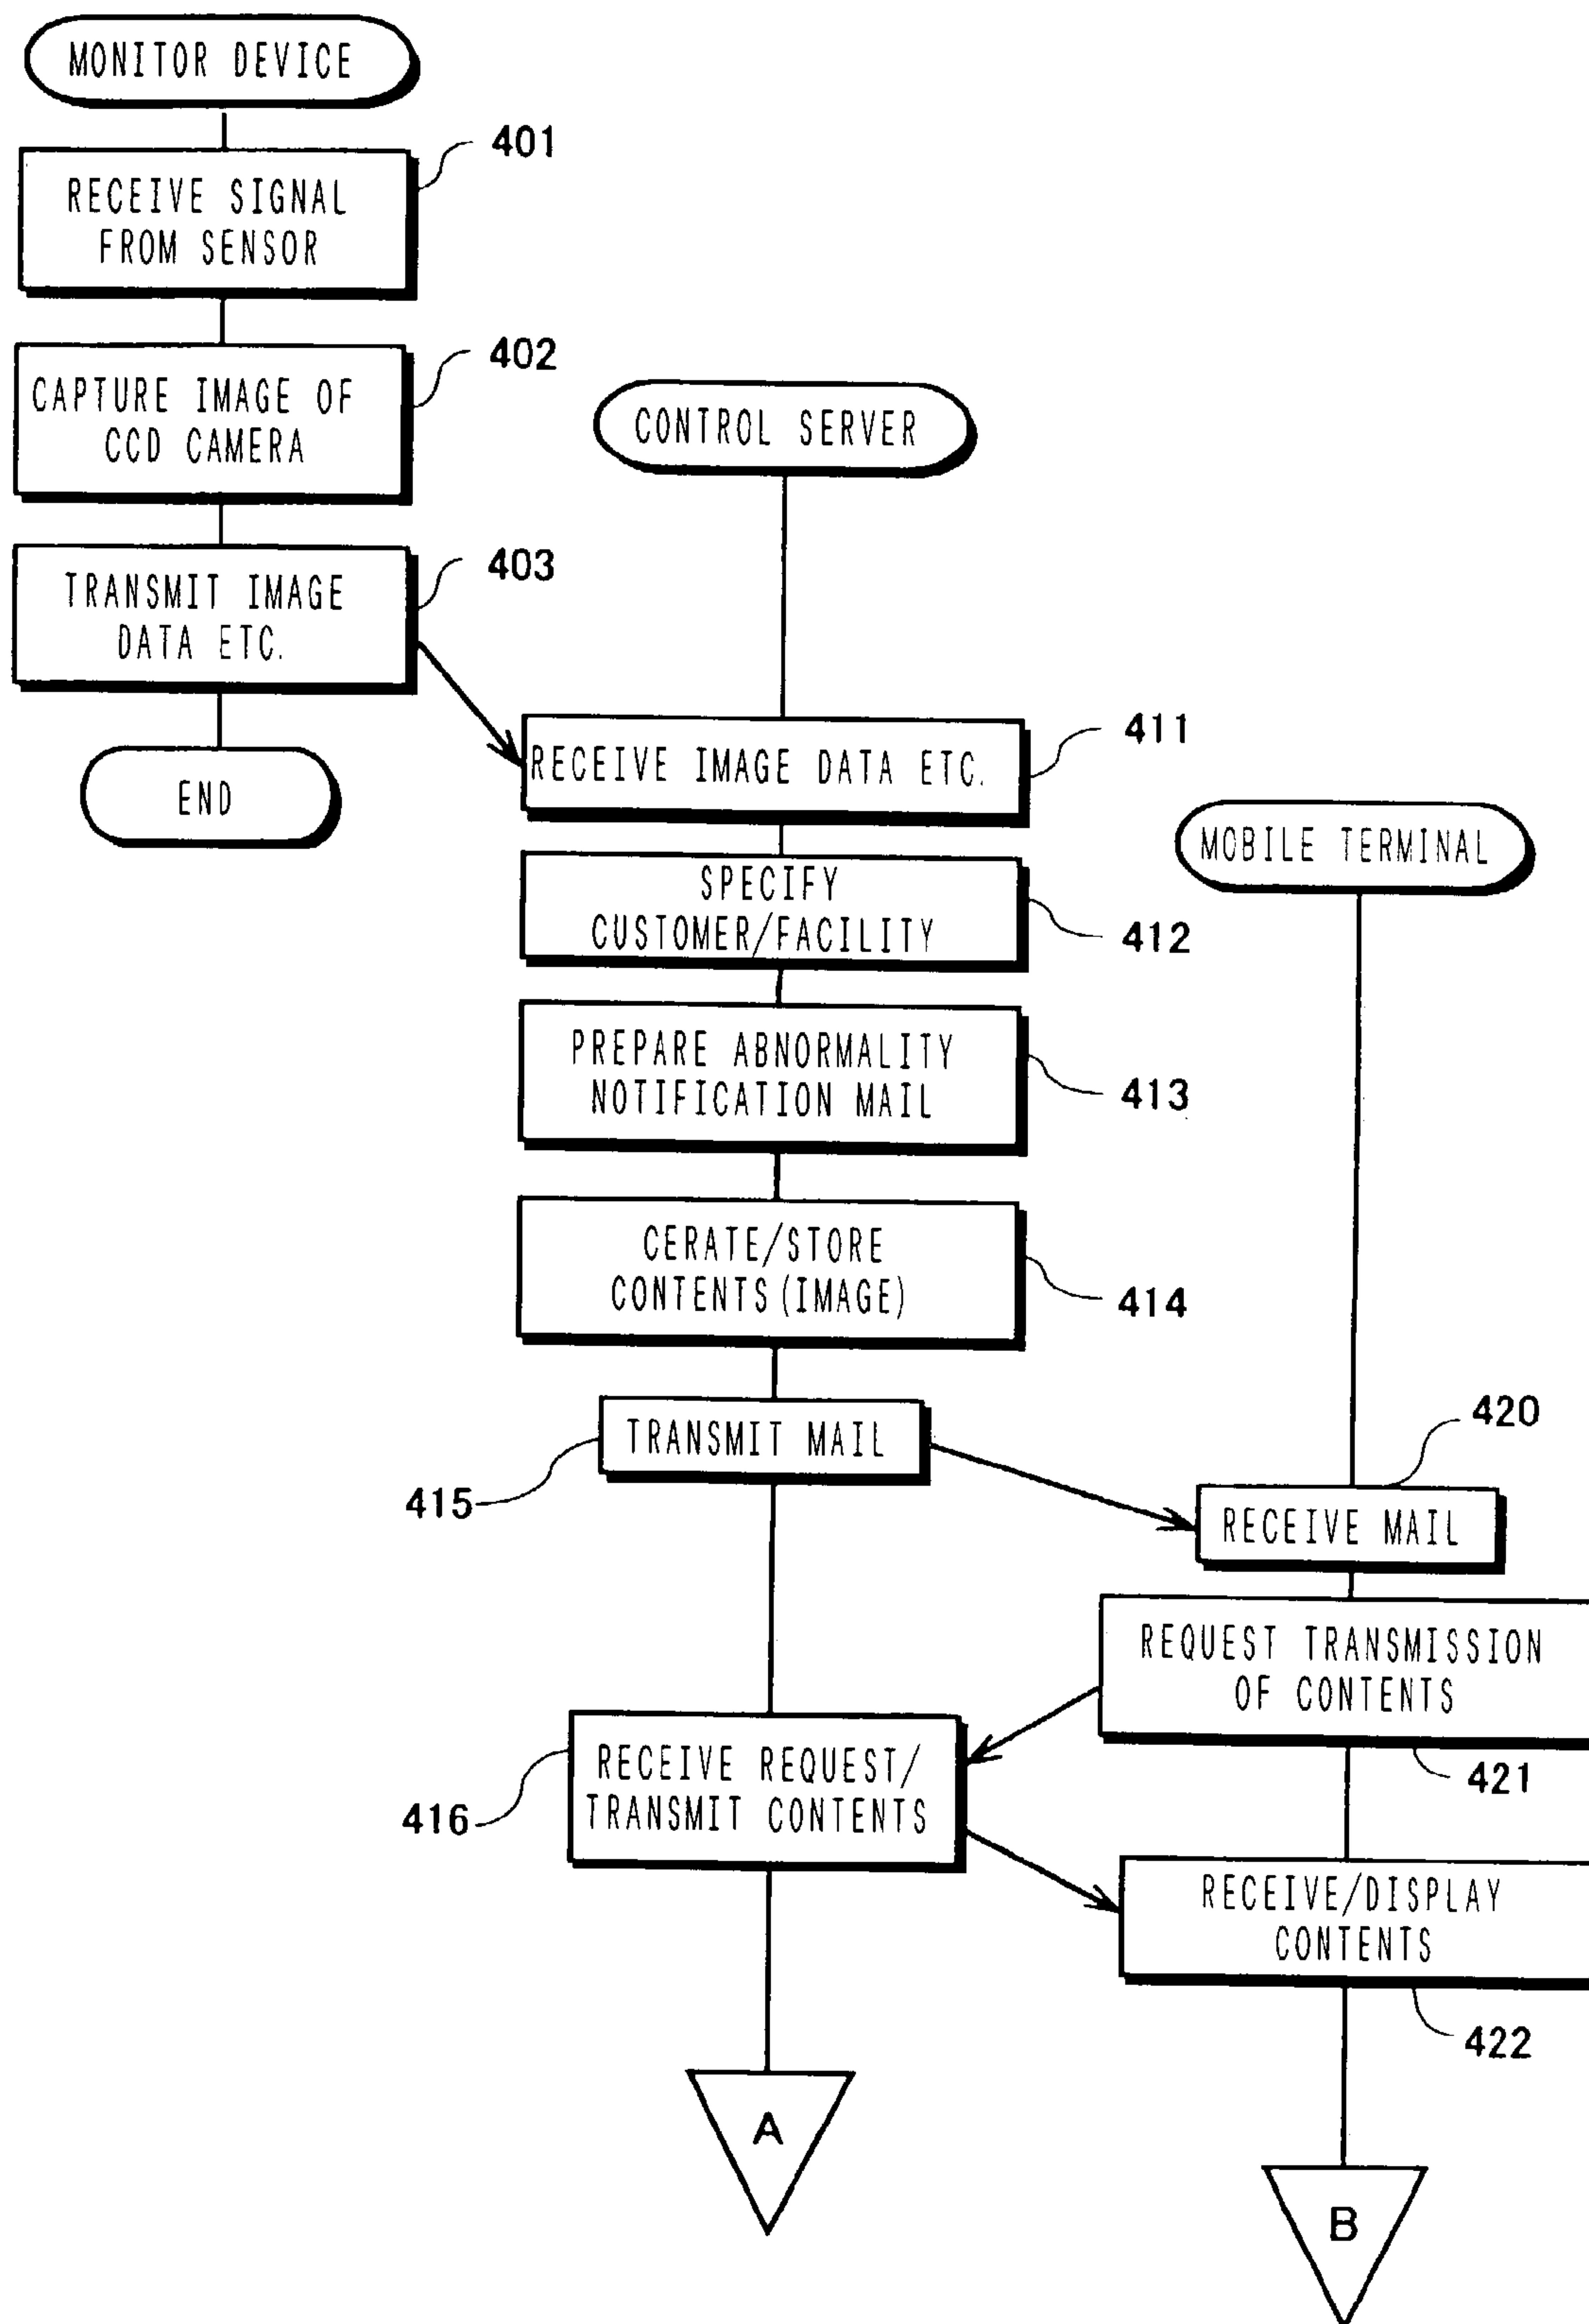 MONITOR DEVICE
401
RECEIVE SIGNAL
FROM SENSOR
402
CAPTURE IMAGE OF
CCD CAMERA
403
TRANSMIT IMAGE
DATA ETC.
END
CONTROL SERVER
411
RECEIVE IMAGE DATA ETC.
SPECIFY
CUSTOMER/FACILITY
412
PREPARE ABNORMALITY
NOTIFICATION MAIL
413
CERATE/STORE
CONTENTS(IMAGE)
414
TRANSMIT MAIL
415
RECEIVE REQUEST/
TRANSMIT CONTENTS
416
A
MOBILE TERMINAL
420
RECEIVE MAIL
REQUEST TRANSMISSION
OF CONTENTS
421
RECEIVE/DISPLAY
CONTENTS
422
B